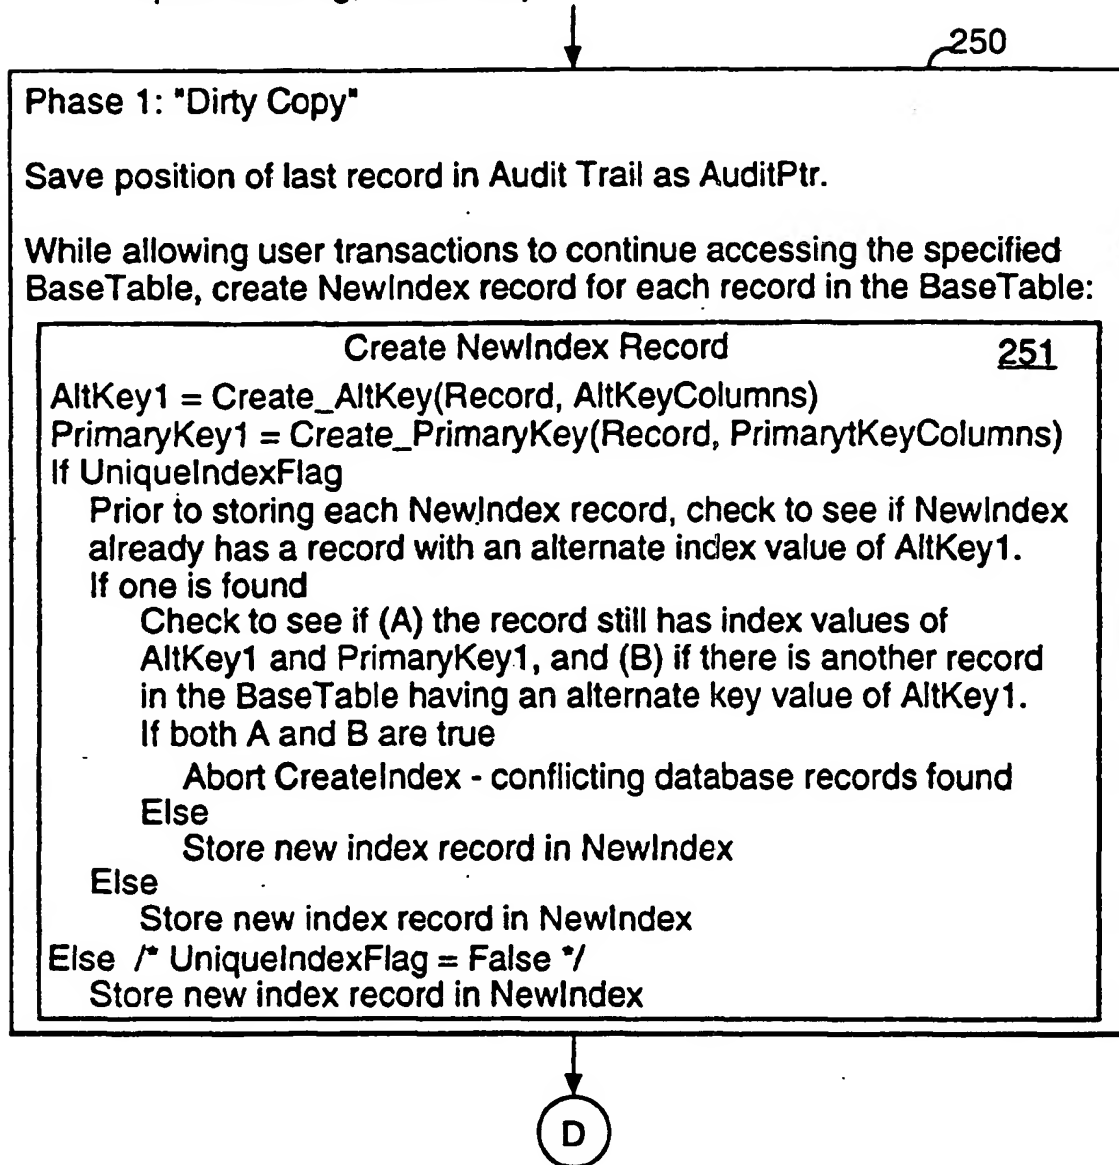 250
Phase 1: "Dirty Copy"
Save position of last record in Audit Trail as AuditPtr.
While allowing user transactions to continue accessing the specified
BaseTable, create NewIndex record for each record in the BaseTable:
Create NewIndex Record 251
AltKey1 = Create_AltKey(Record, AltKeyColumns)
PrimaryKey1 = Create_PrimaryKey(Record, PrimarytKeyColumns)
If UniqueIndexFlag
Prior to storing each NewIndex record, check to see if NewIndex
already has a record with an alternate index value of AltKey1.
If one is found
Check to see if (A) the record still has index values of
AltKey1 and PrimaryKey1, and (B) if there is another record
in the BaseTable having an alternate key value of AltKey1.
If both A and B are true
Abort CreateIndex - conflicting database records found
Else
Store new index record in NewIndex
Else
Store new index record in NewIndex
Else /* UniqueIndexFlag = False */
Store new index record in NewIndex
D